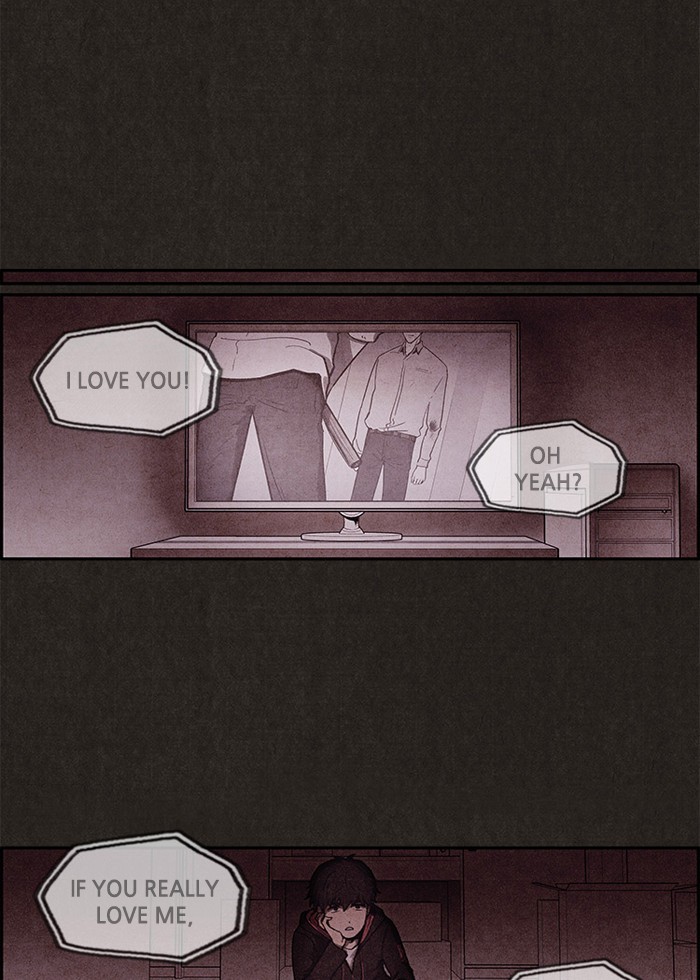 I LOVE YOU!
OH
YEAH?
IF YOU REALLY
LOVE ME,